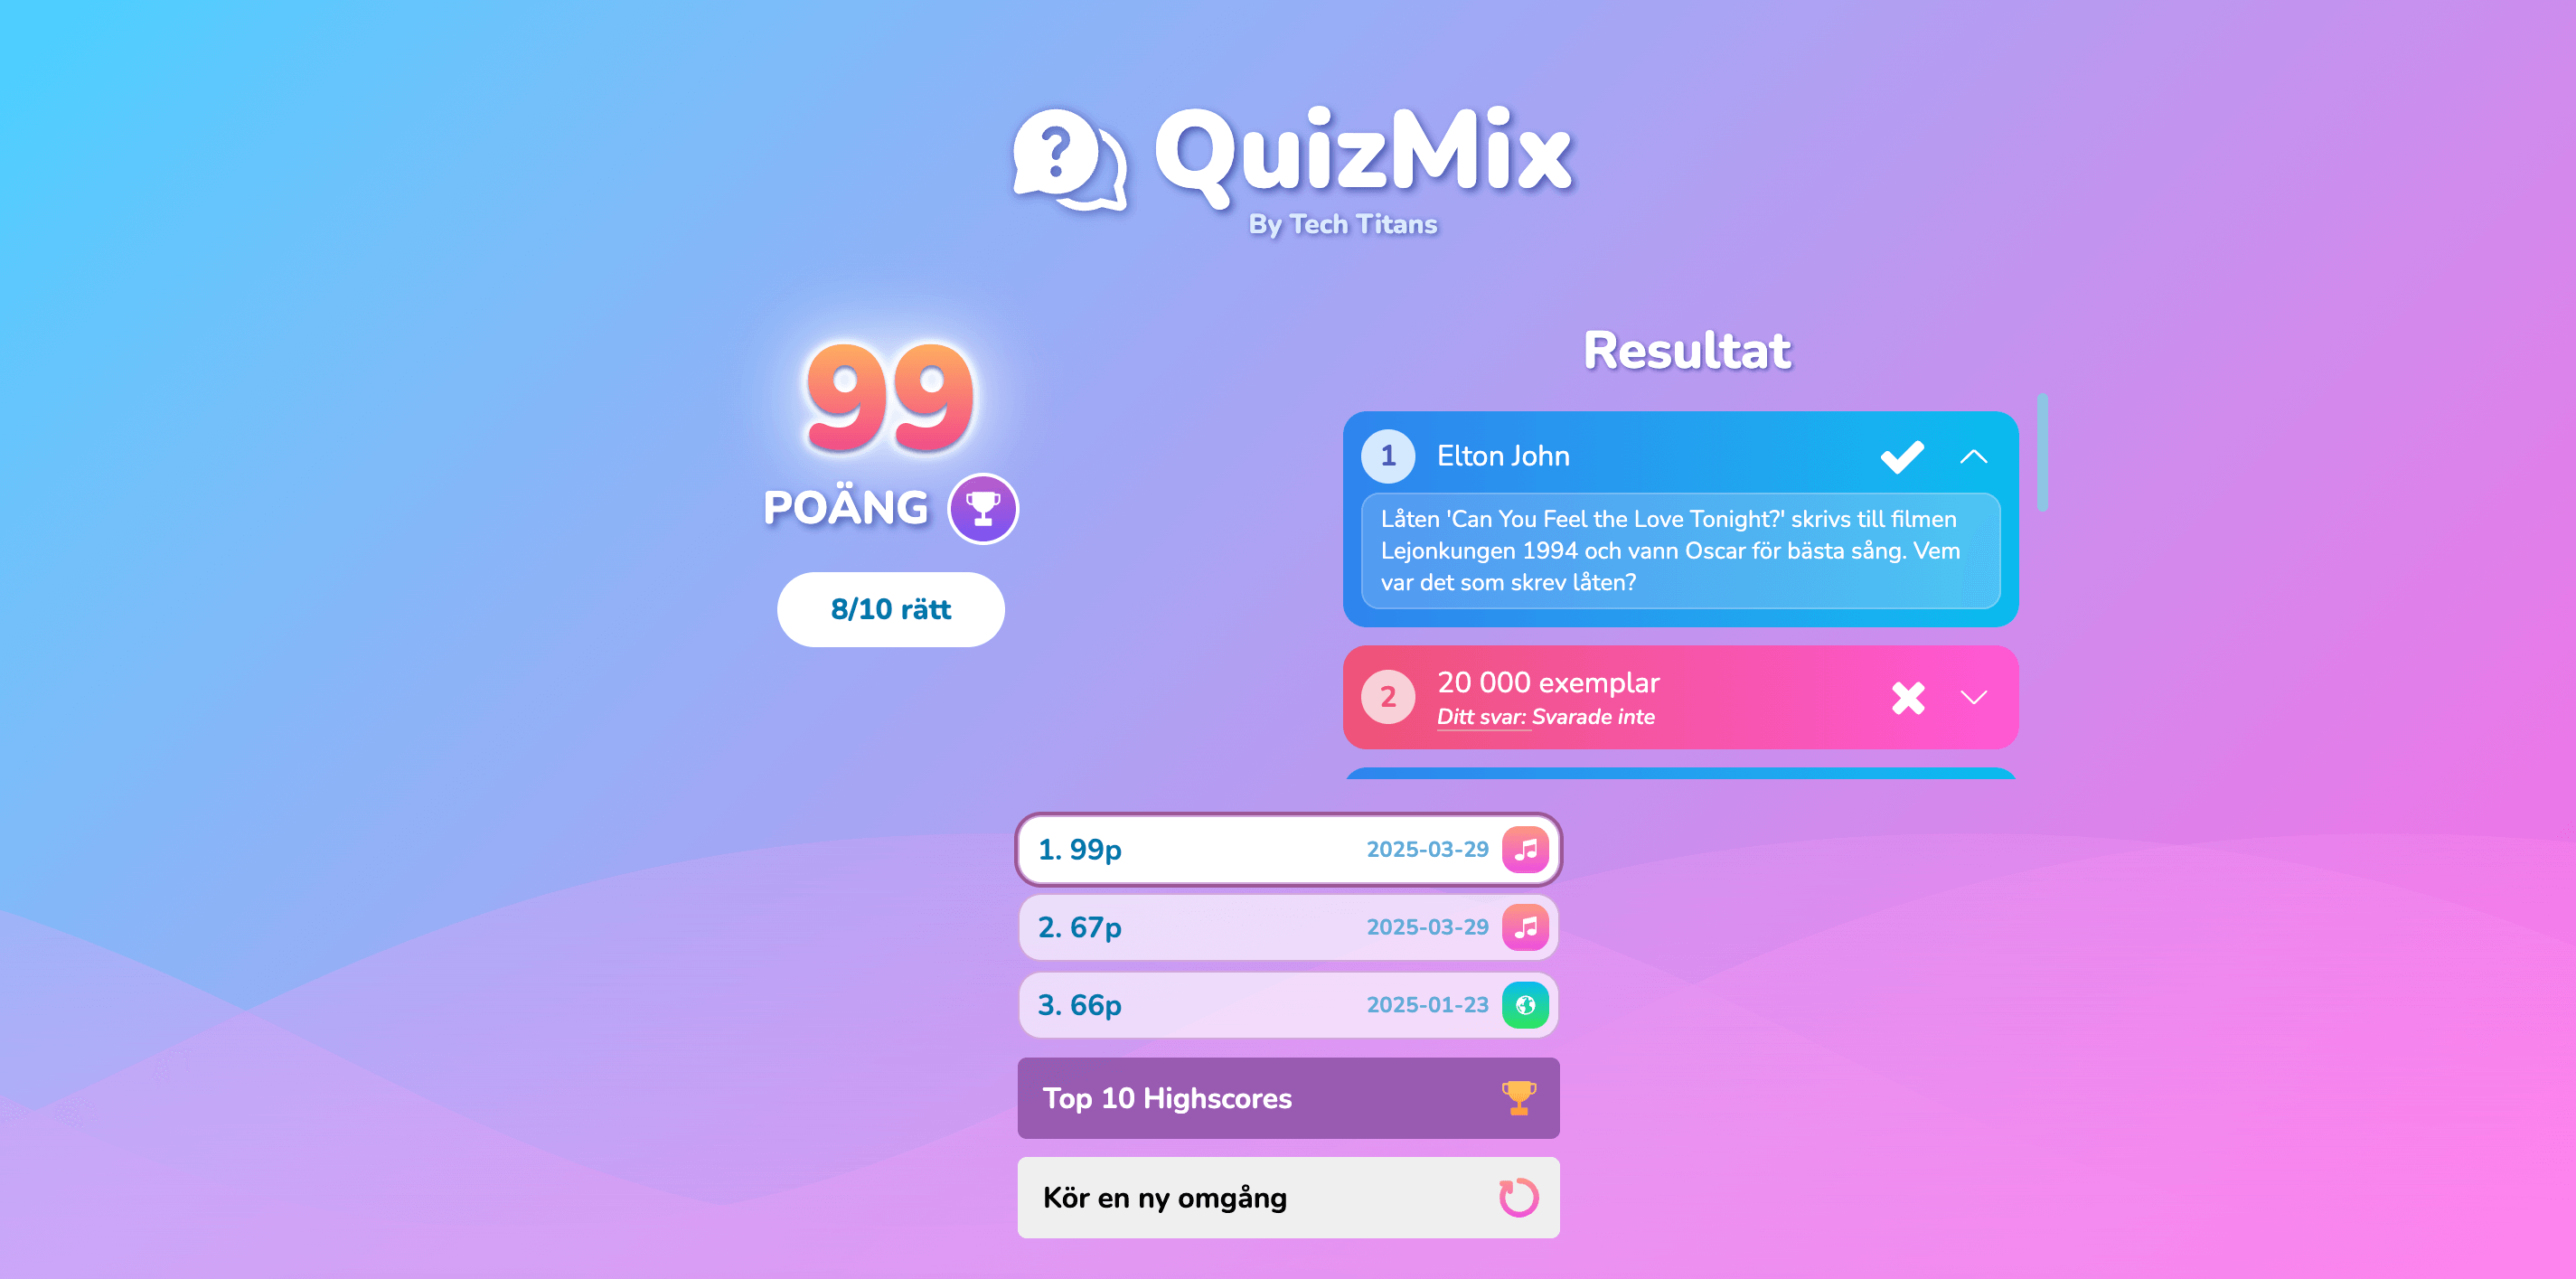 QuizMix
By Tech Titans
99
POÄNG
8/10 rätt
Resultat
1 Elton John
Låten 'Can You Feel the Love Tonight?' skrivs till filmen
Lejonkungen 1994 och vann Oscar för bästa sång. Vem
var det som skrev låten?
2 20 000 exemplar
Ditt svar: Svarade inte
1. 99p 2025-03-29
2. 67p 2025-03-29
3. 66p 2025-01-23
Top 10 Highscores
Kör en ny omgång